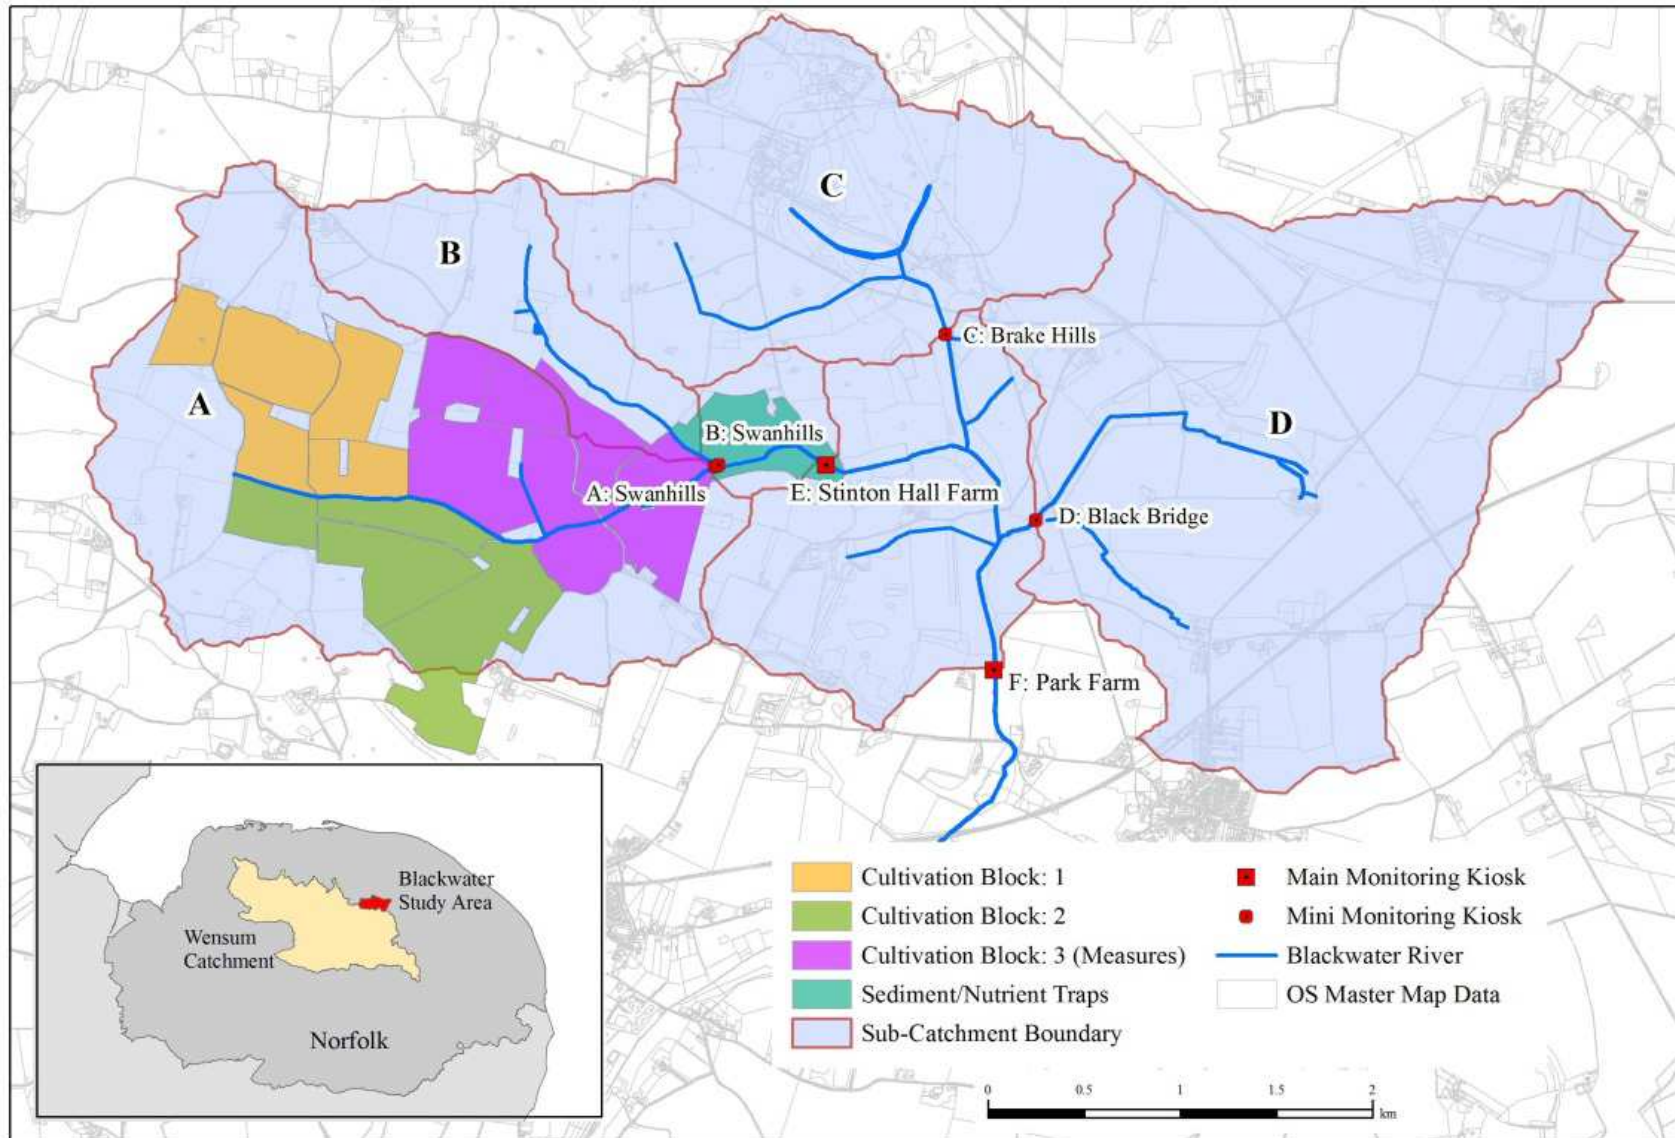 C
B
A
D
C: Brake Hills
B: Swanhills
A: Swanhills
E: Stinton Hall Farm
D: Black Bridge
F: Park Farm
Blackwater
Study Area
Wensum
Catchment
Norfolk
Cultivation Block: 1
Cultivation Block: 2
Cultivation Block: 3 (Measures)
Sediment/Nutrient Traps
Sub-Catchment Boundary
Main Monitoring Kiosk
Mini Monitoring Kiosk
Blackwater River
OS Master Map Data
0 0.5 1 1.5 2
km